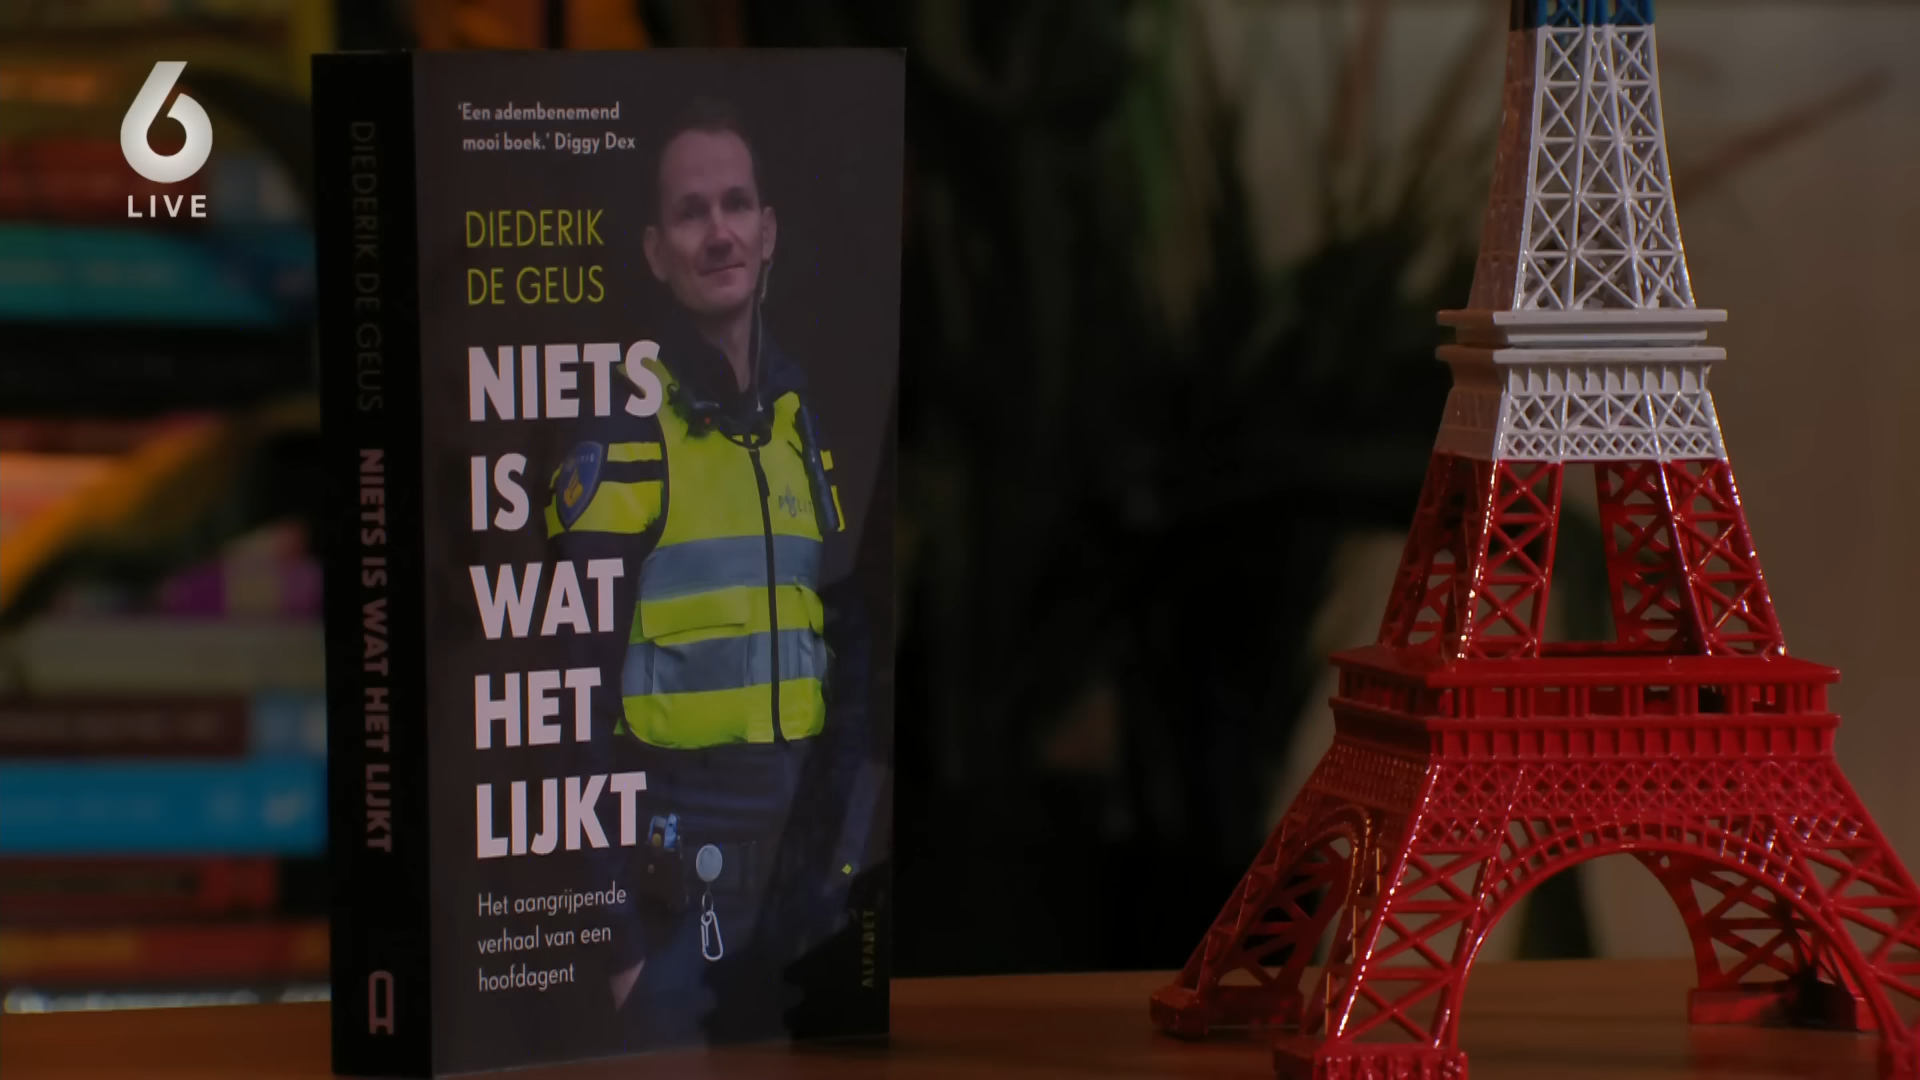 6
LIVE
'Een adembenemend
mooi boek.' Diggy Dex
DIEDERIK
DE GEUS
NIETS
IS
WAT
HET
LIJKT
Het aangrijpende
verhaal van een
hoofdagent
ALFABET
DIEDERIK DE GEUS NIETS IS WAT HET LIJKT